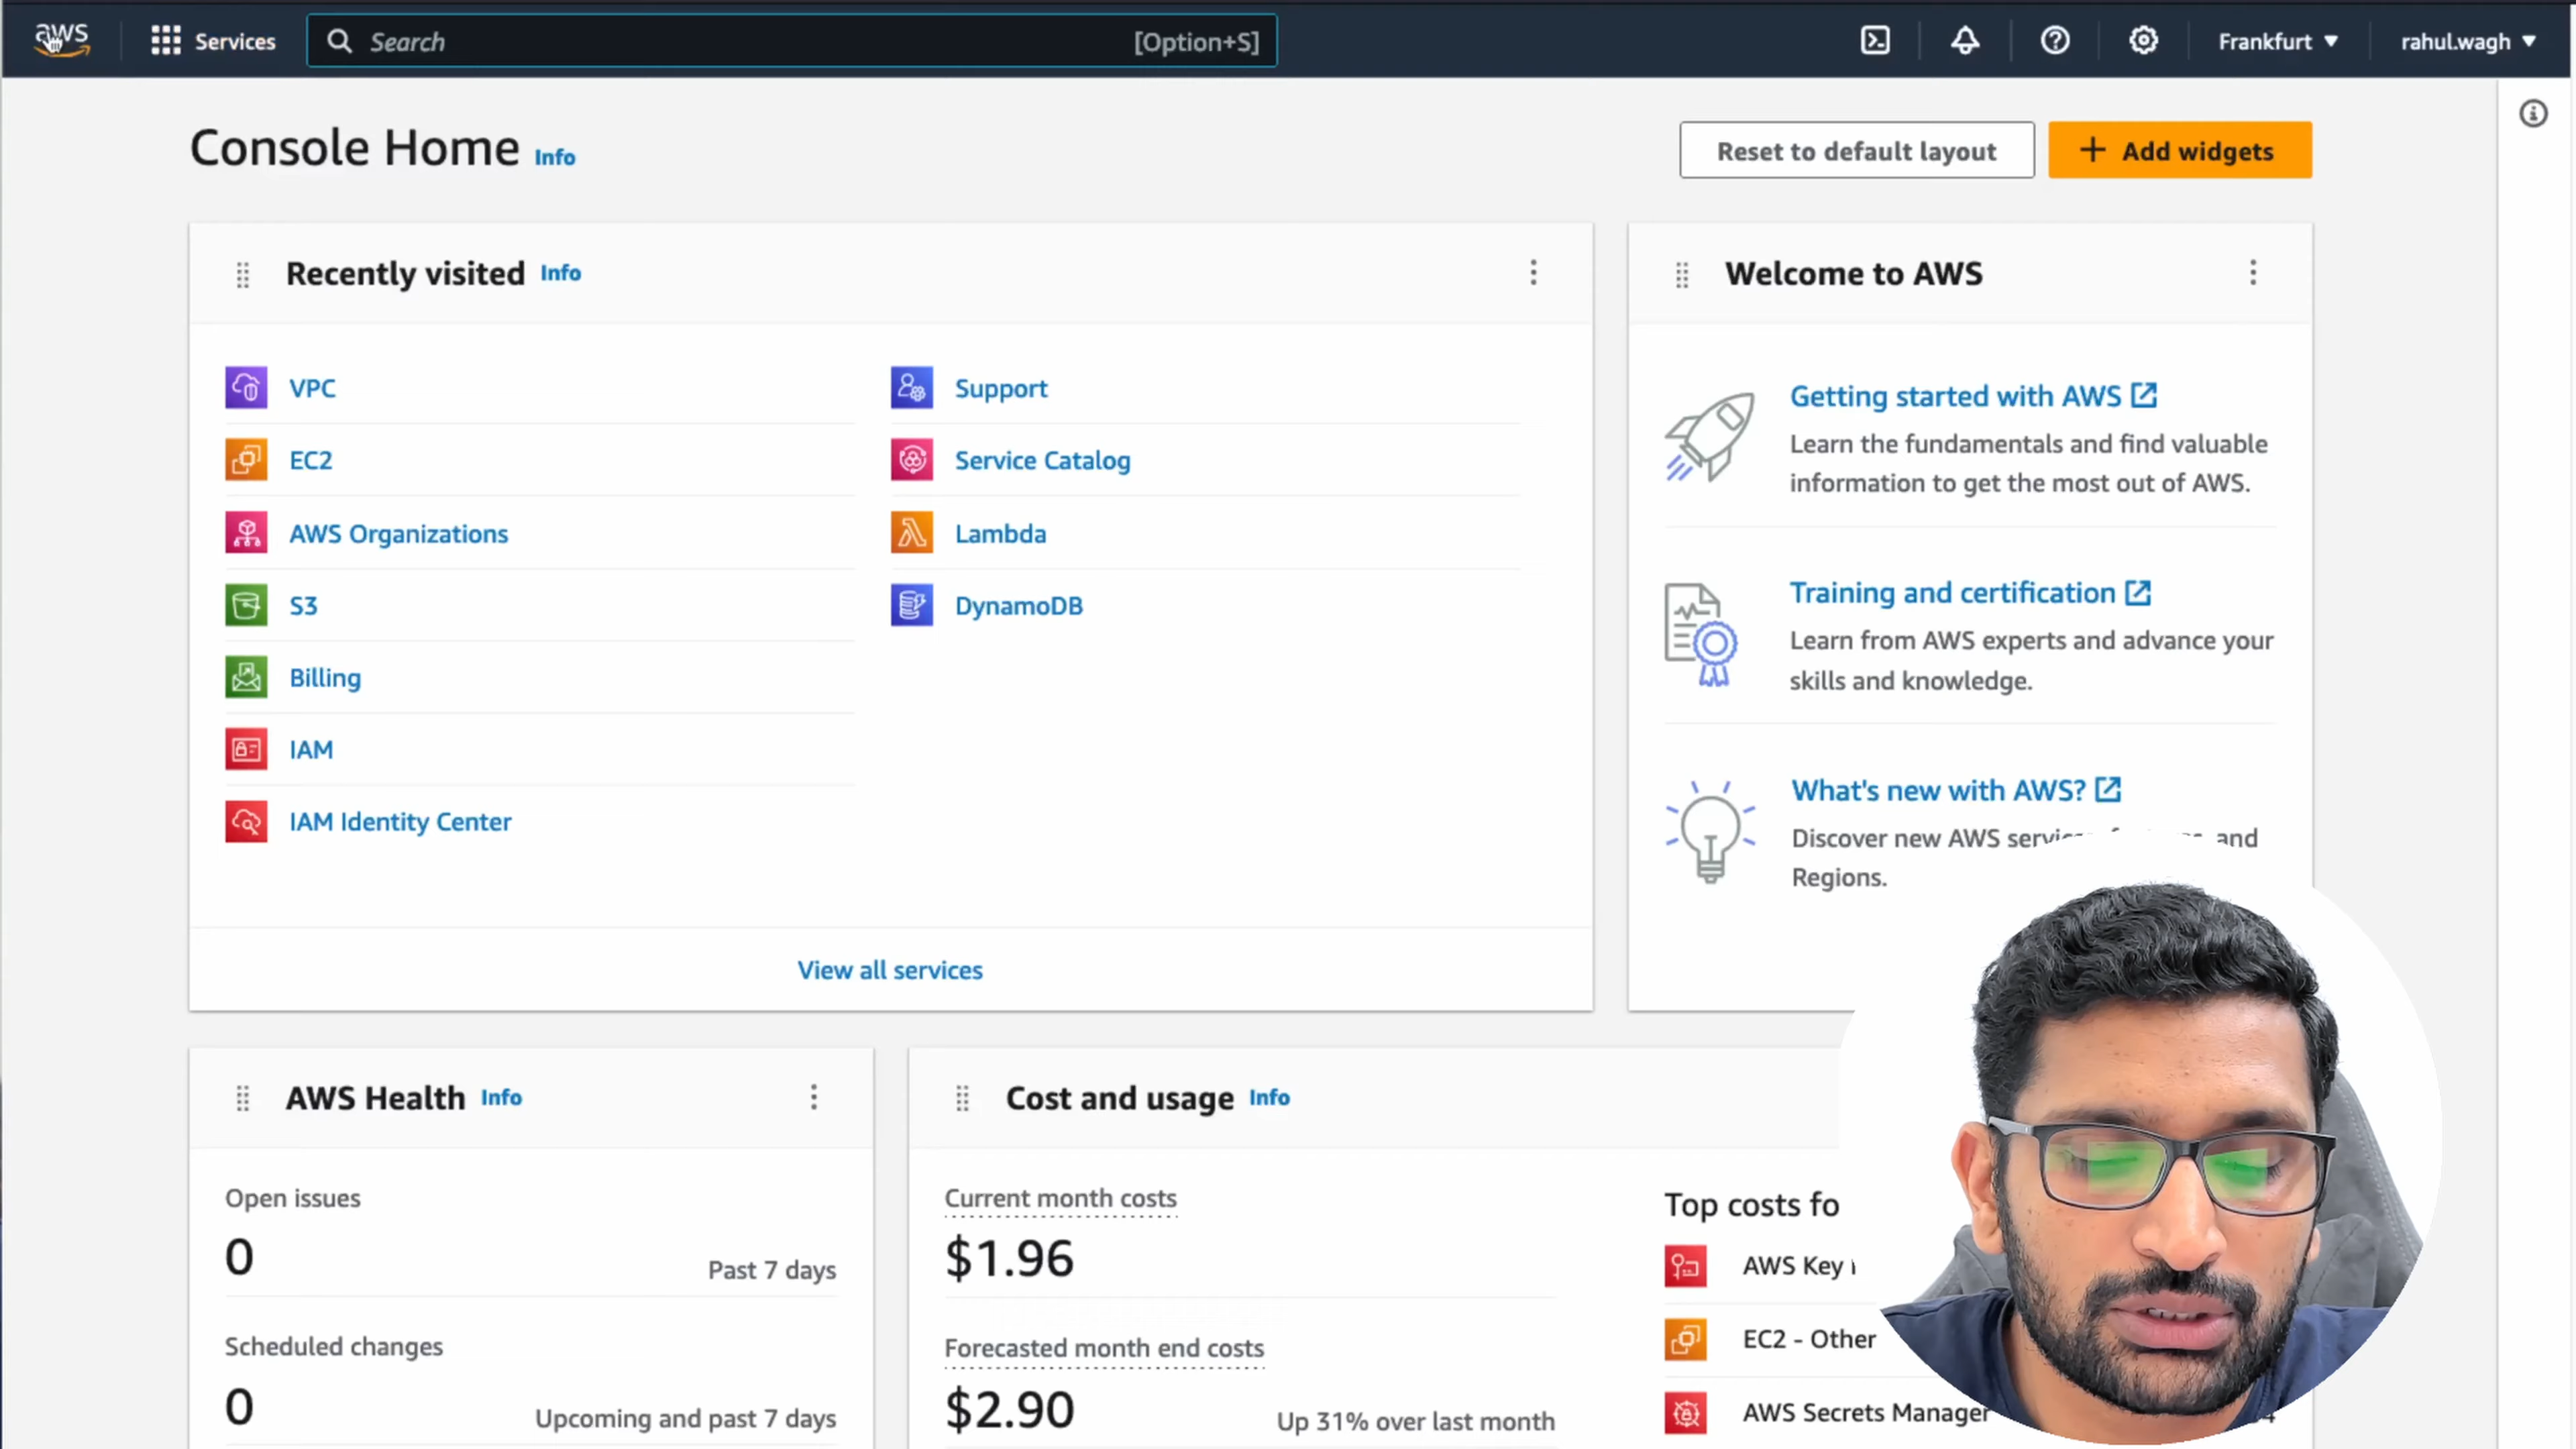 aws
Services
Search
[Option+S]
Frankfurt
rahul.wagh
Console Home Info
Reset to default layout
+ Add widgets
Recently visited Info
VPC
EC2
AWS Organizations
S3
Billing
IAM
IAM Identity Center
Support
Service Catalog
Lambda
DynamoDB
View all services
Welcome to AWS
Getting started with AWS
Learn the fundamentals and find valuable
information to get the most out of AWS.
Training and certification
Learn from AWS experts and advance your
skills and knowledge.
What's new with AWS?
Discover new AWS and
Regions.
AWS Health Info
Open issues
0
Past 7 days
Scheduled changes
0
Upcoming and past 7 days
Cost and usage Info
Current month costs
$1.96
Forecasted month end costs
$2.90
Up 31% over last month
Top costs
AWS Key
EC2 - Other
AWS Secrets Manager